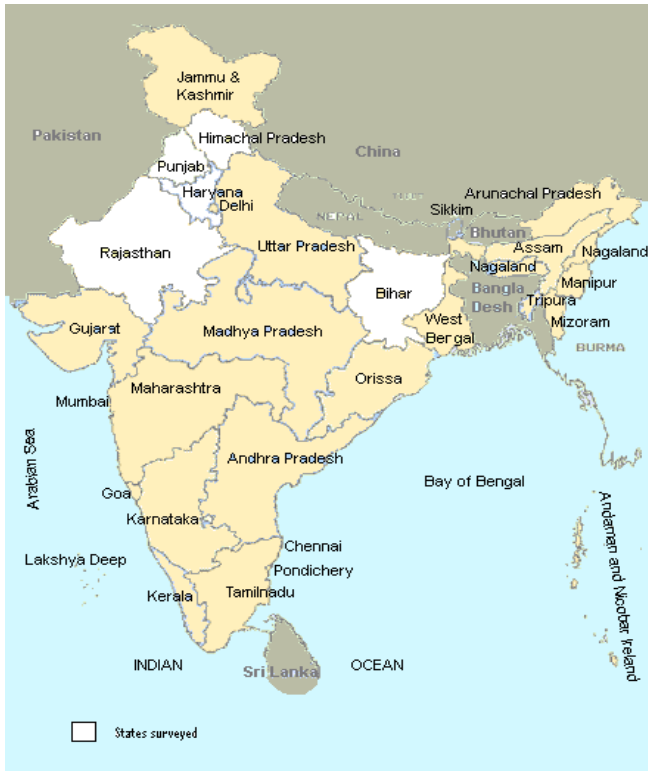 Jammu &
Kashmir
Himachal Pradesh
Pakistan
Punjab
China
Haryana
Delhi
Arunachal Pradesh
Sikkim
NEPAL
Bhutan
Rajasthan
Uttar Pradesh
Assam
Nagaland
Nagaland
Bihar
Bangla
Desh
Manipur
Tripura
Gujarat
Madhya Pradesh
West
Bengal
Mizoram
BURMA
Orissa
Maharashtra
Mumbai
Arabian Sea
Andhra Pradesh
Bay of Bengal
Goa
Karnataka
Andaman and Nicobar Ireland
Chennai
Lakshya Deep
Pondichery
Kerala
Tamilnadu
INDIAN
Sri Lanka
OCEAN
States surveyed